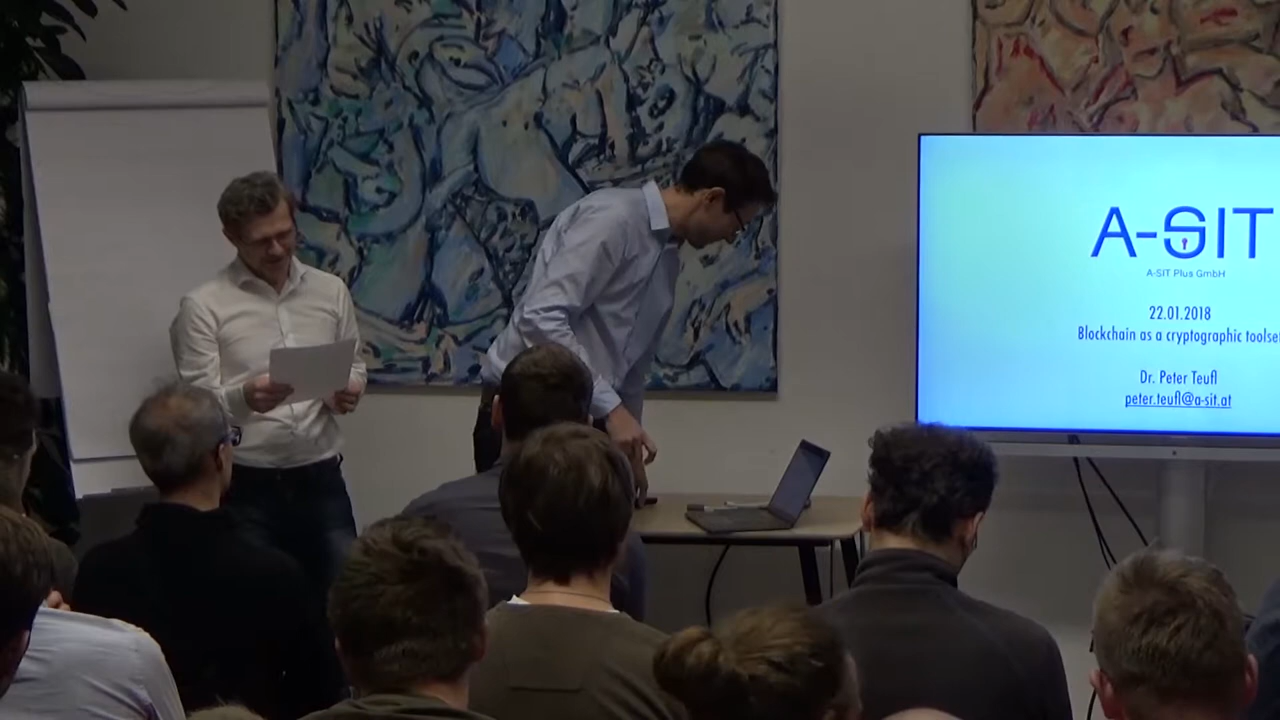 A-SIT
A-SIT Plus GmbH
22.01.2018
Blockchain as a cryptographic toolset
Dr. Peter Teufl
peter.teufl@a-sit.at